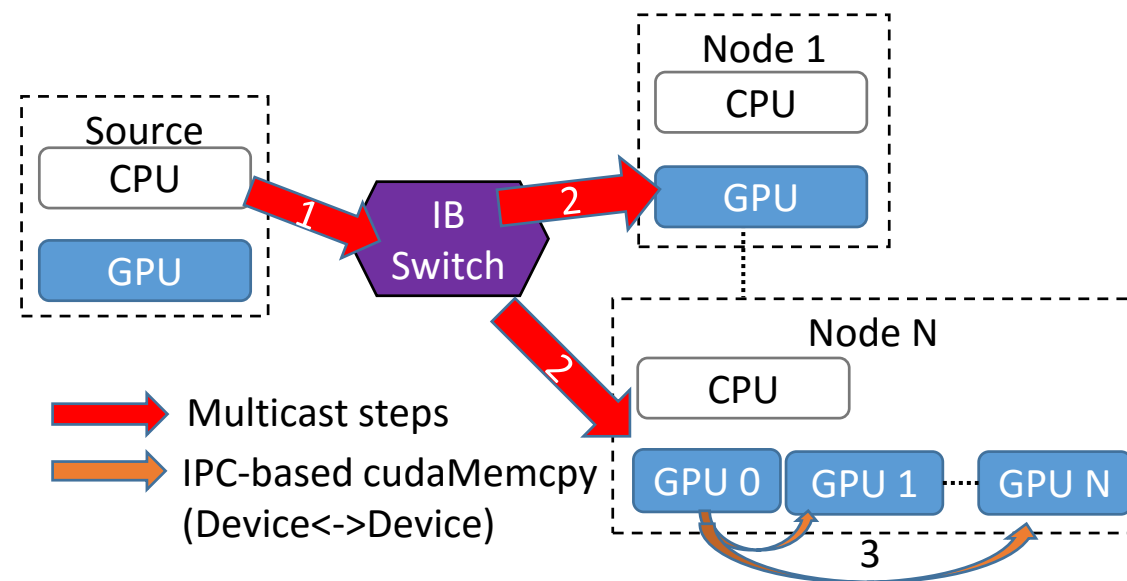 Source
CPU
GPU
1
IB
Switch
2
2
Node 1
CPU
GPU
Node N
CPU
GPU 0
GPU 1
GPU N
3
Multicast steps
IPC-based cudaMemcpy
(Device<->Device)